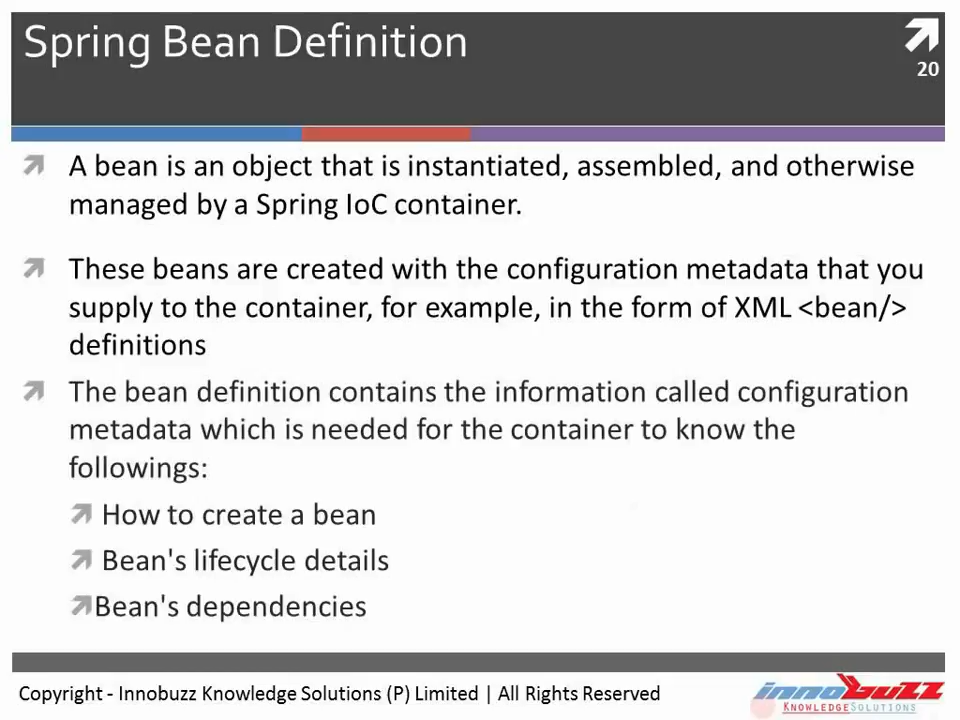 Spring Bean Definition
20
A bean is an object that is instantiated, assembled, and otherwise
managed by a Spring IoC container.
These beans are created with the configuration metadata that you
supply to the container, for example, in the form of XML <bean/>
definitions
The bean definition contains the information called configuration
metadata which is needed for the container to know the
followings:
How to create a bean
Bean's lifecycle details
Bean's dependencies
Copyright - Innobuzz Knowledge Solutions (P) Limited | All Rights Reserved
innobuzz
KNOWLEDGESOLUTIONS